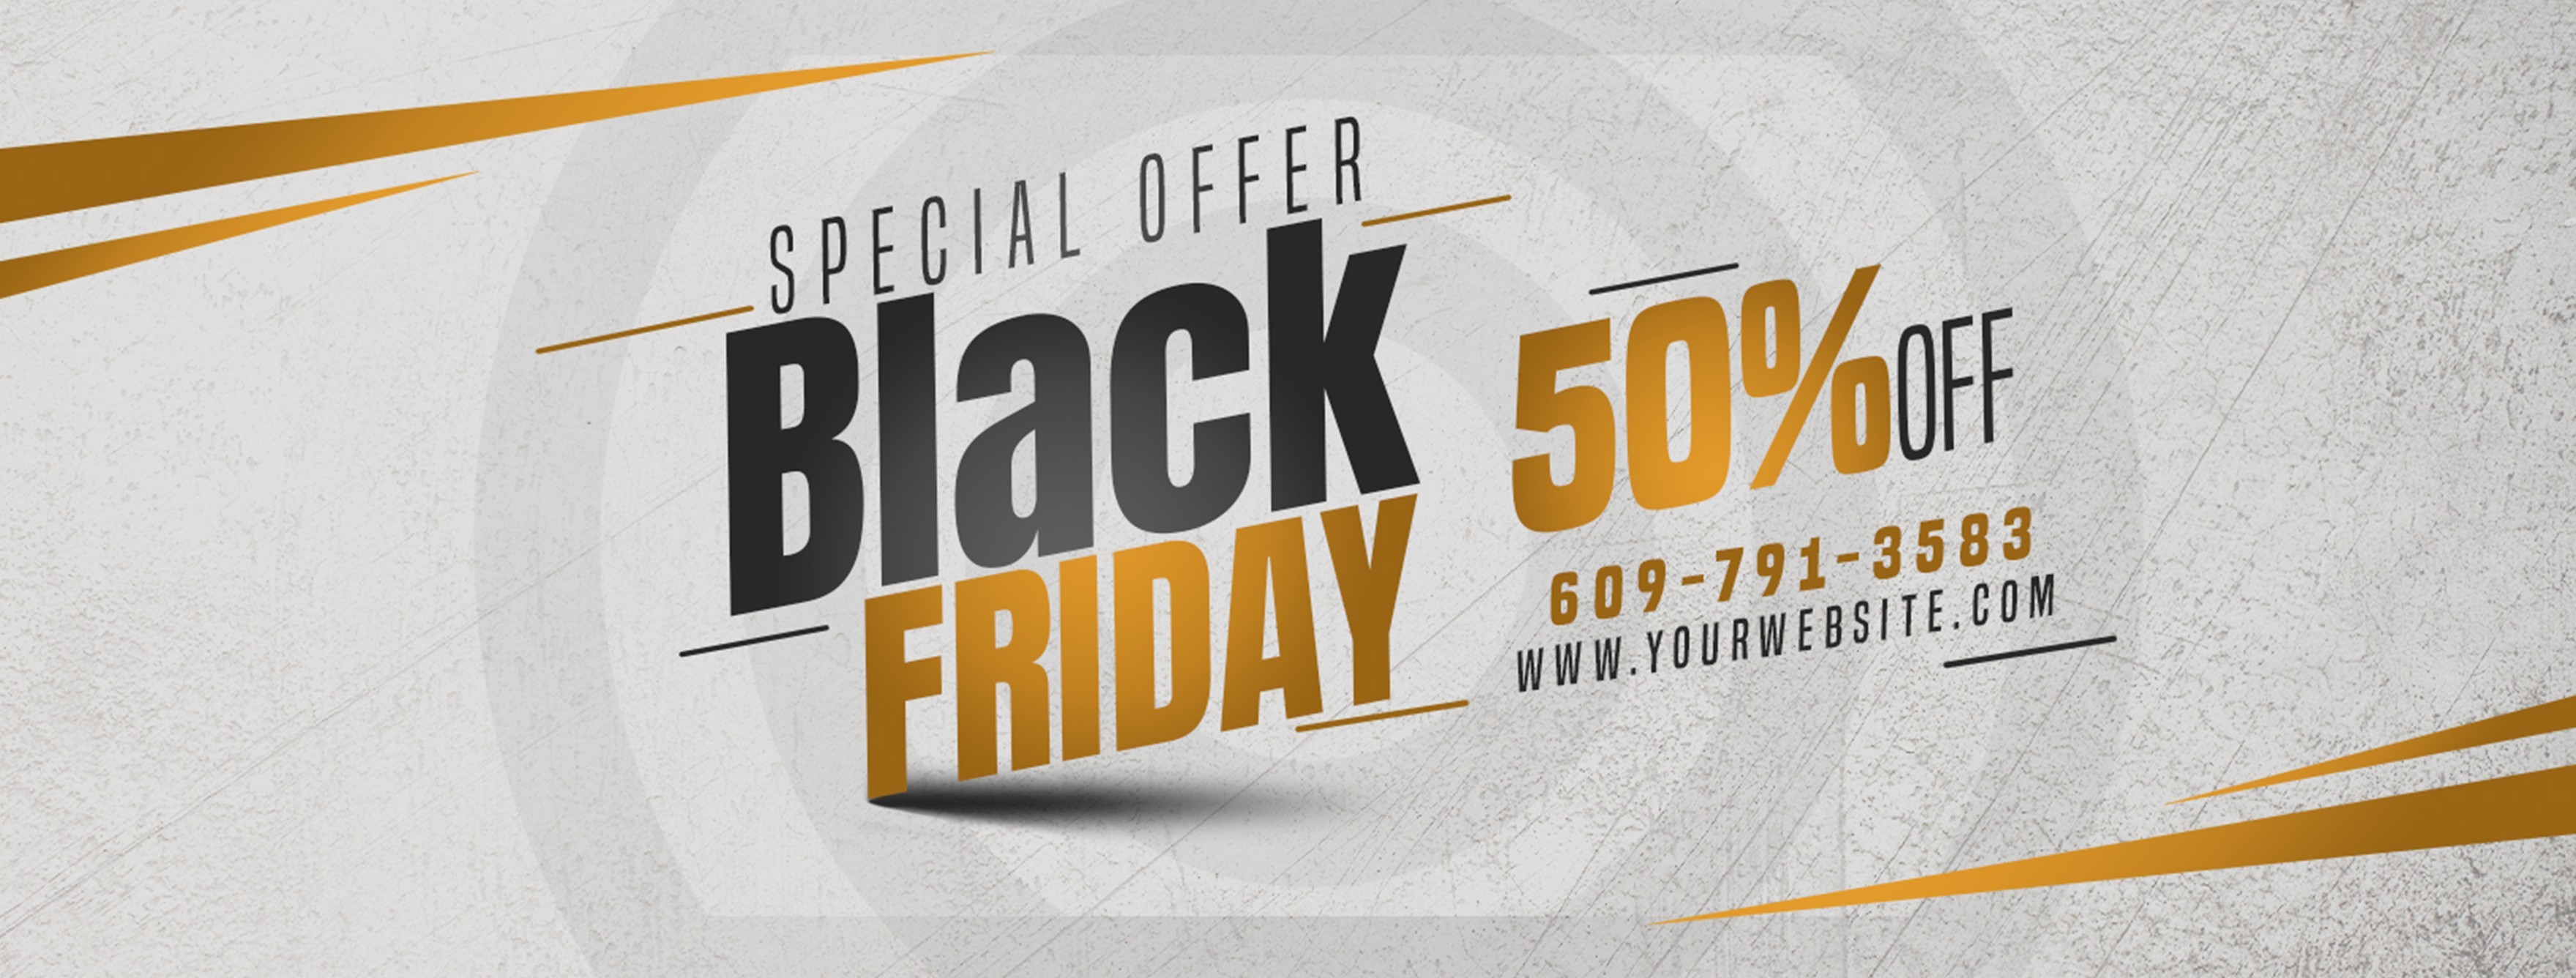 SPECIAL OFFER
Black
FRIDAY
50% OFF
609-791-3583
WWW.YOURWEBSITE.COM